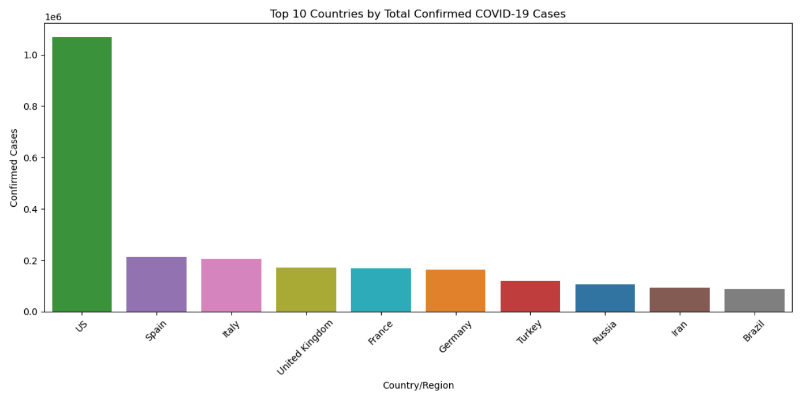 Top 10 Countries by Total Confirmed COVID-19 Cases
1e6
1.0
0.8
0.6
0.4
0.2
0.0
Confirmed Cases
US
Spain
Italy
United Kingdom
France
Germany
Turkey
Russia
Iran
Brazil
Country/Region